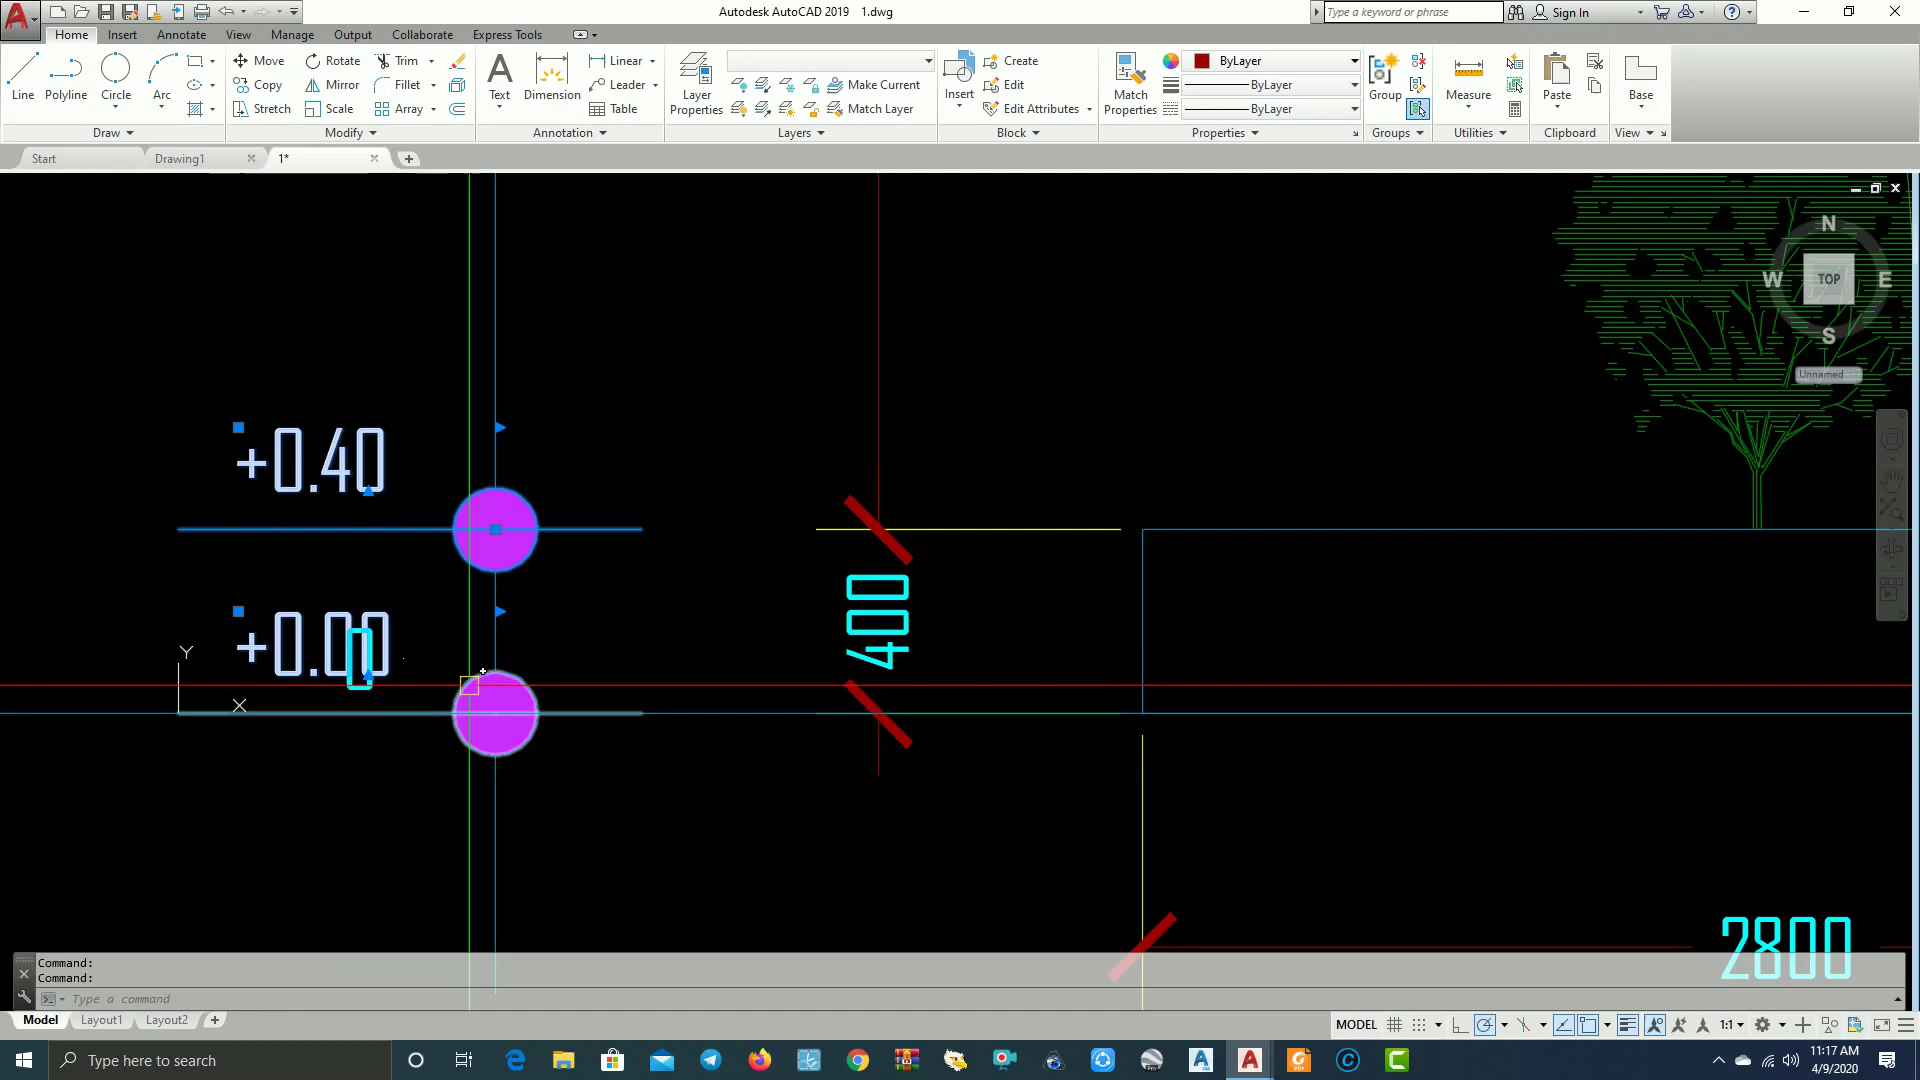 Autodesk AutoCAD 2019 1.dwg
Type a keyword or phrase
Sign In
Home Insert Annotate View Manage Output Collaborate Express Tools
Line Polyline Circle Arc
Draw
Move Rotate Trim
Copy Mirror Fillet
Stretch Scale Array
Modify
Text Dimension
Linear
Leader
Table
Annotation
Layer Properties
Make Current
Match Layer
Layers
Insert
Create
Edit
Edit Attributes
Block
Match Properties
ByLayer
ByLayer
ByLayer
Properties
Group
Groups
Measure
Utilities
Paste
Clipboard
Base
View
Start Drawing1 1*
N
W TOP E
S
Unnamed
+0.40
+0.00
0
Y
X
400
2800
Command:
Command:
Type a command
Model Layout1 Layout2
MODEL 1:1
Type here to search
11:17 AM
4/9/2020